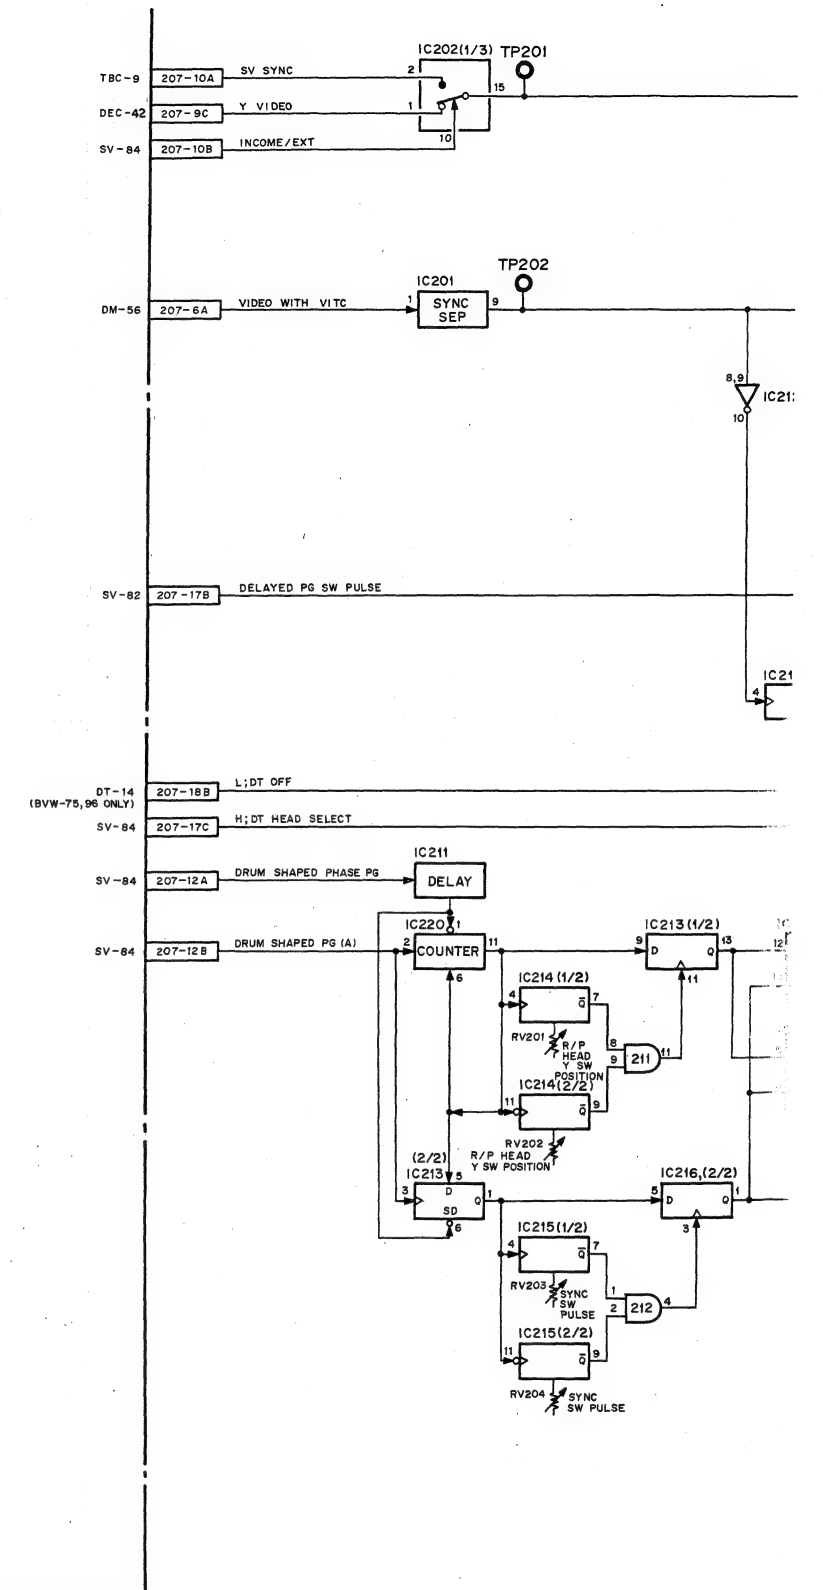 IC202(1/3)
TP201
TBC-9
207-10A
SV SYNC
2
15
DEC-42
207-9C
Y VIDEO
1
SV-84
207-10B
INCOME/EXT
10
TP202
IC201
DM-56
207-6A
VIDEO WITH VITC
1
SYNC
SEP
9
8,9
10
SV-82
207-17B
DELAYED PG SW PULSE
IC21
4
DT-14
(BVW-75,96 ONLY)
207-18B
L;DT OFF
SV-84
207-17C
H;DT HEAD SELECT
IC211
SV-84
207-12A
DRUM SHAPED PHASE PG
DELAY
IC220
1
IC213(1/2)
SV-84
207-12B
DRUM SHAPED PG (A)
2
COUNTER
11
9
D
Q
13
12
6
11
IC214(1/2)
4
Q̅
7
RV201
R/P
HEAD
Y SW
POSITION
8
9
211
11
IC214(2/2)
11
Q̅
9
RV202
R/P HEAD
Y SW POSITION
(2/2)
IC213
5
IC216,(2/2)
3
D
Q
1
SD
6
5
D
Q
1
3
IC215(1/2)
4
Q̅
7
RV203
SYNC
SW
PULSE
1
2
212
4
IC215(2/2)
11
Q̅
9
RV204
SYNC
SW PULSE